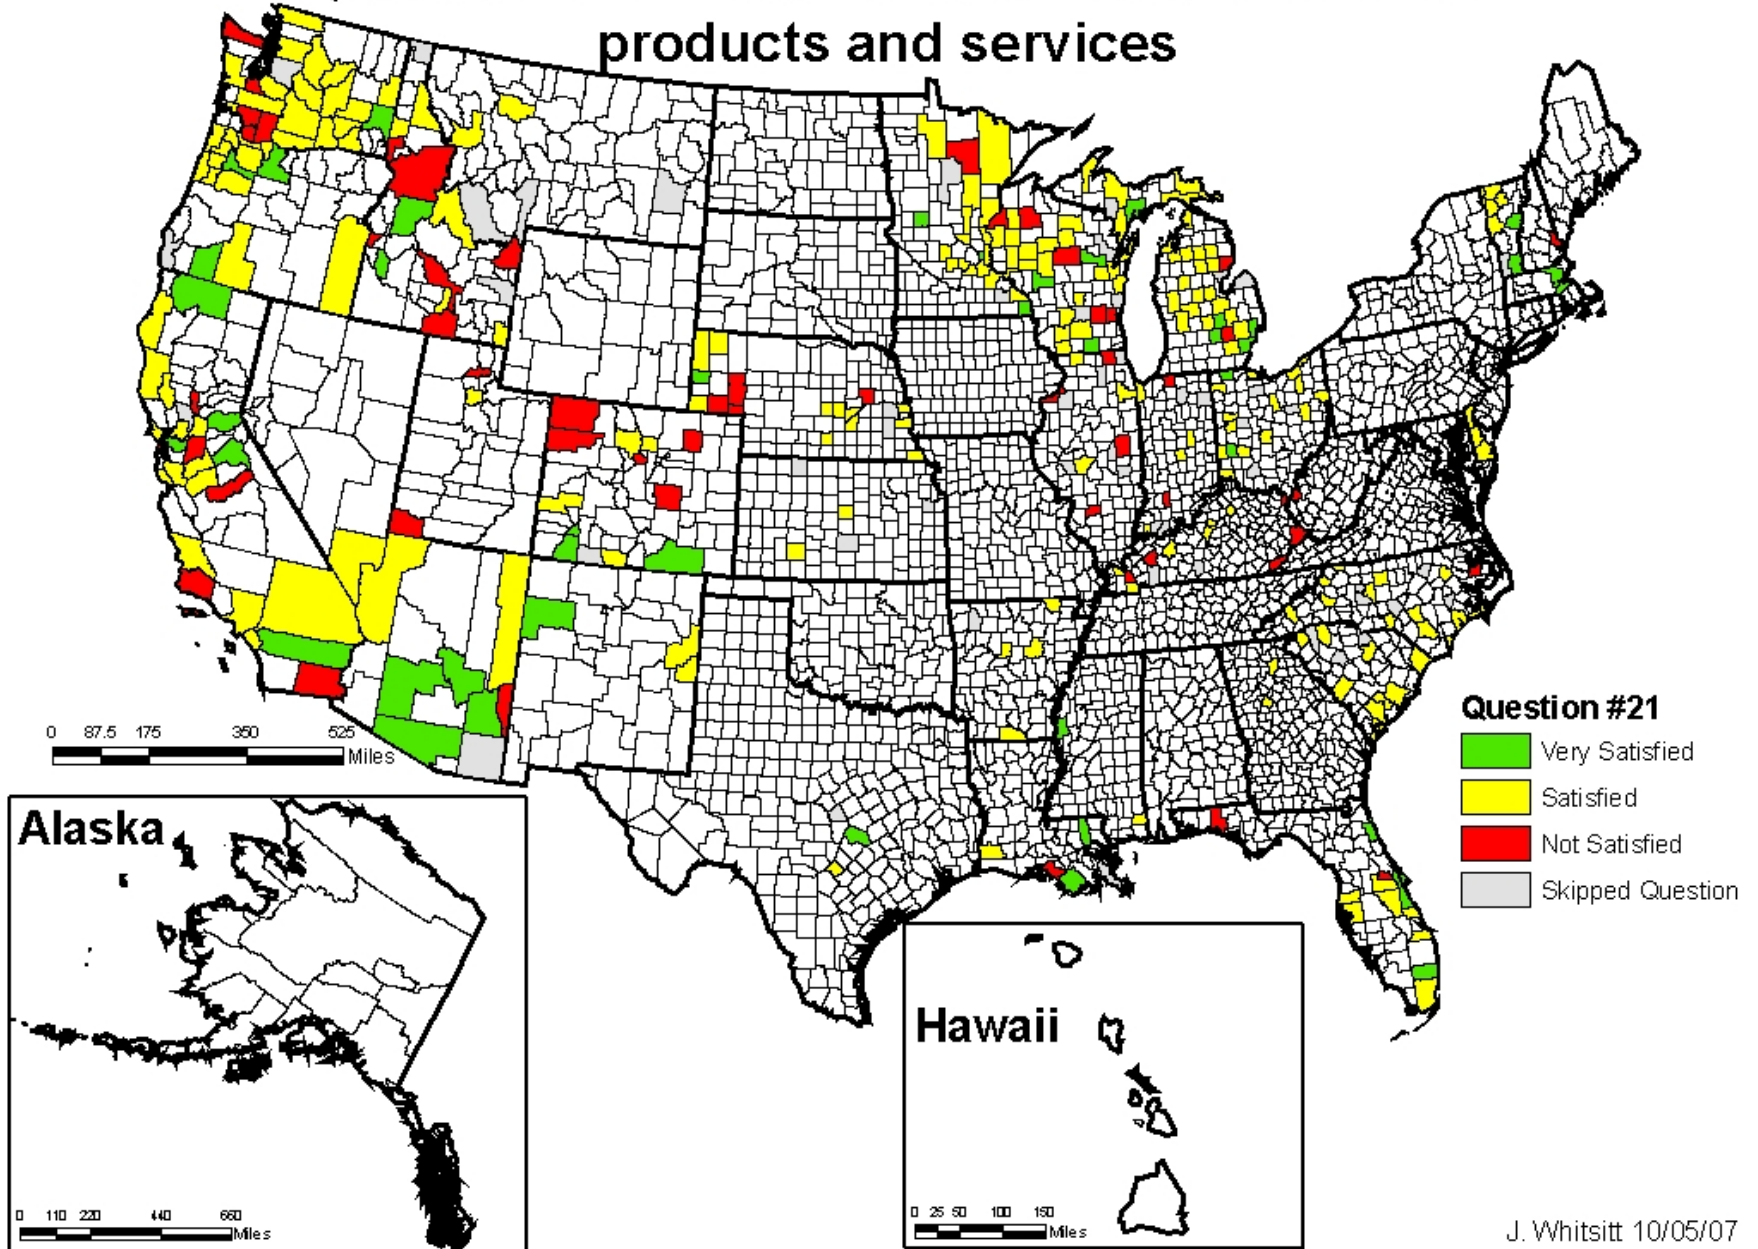 products and services
0 87.5 175 350 525
Miles
Question #21
Very Satisfied
Satisfied
Not Satisfied
Skipped Question
Alaska
0 110 220 440 660
Miles
Hawaii
0 25 50 100 150
Miles
J. Whitsitt 10/05/07